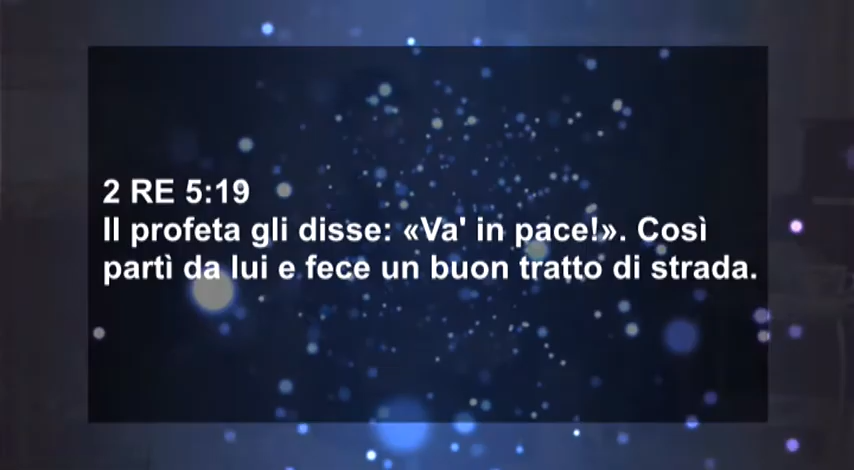 2 RE 5:19
Il profeta gli disse: «Va' in pace!». Così
partì da lui e fece un buon tratto di strada.